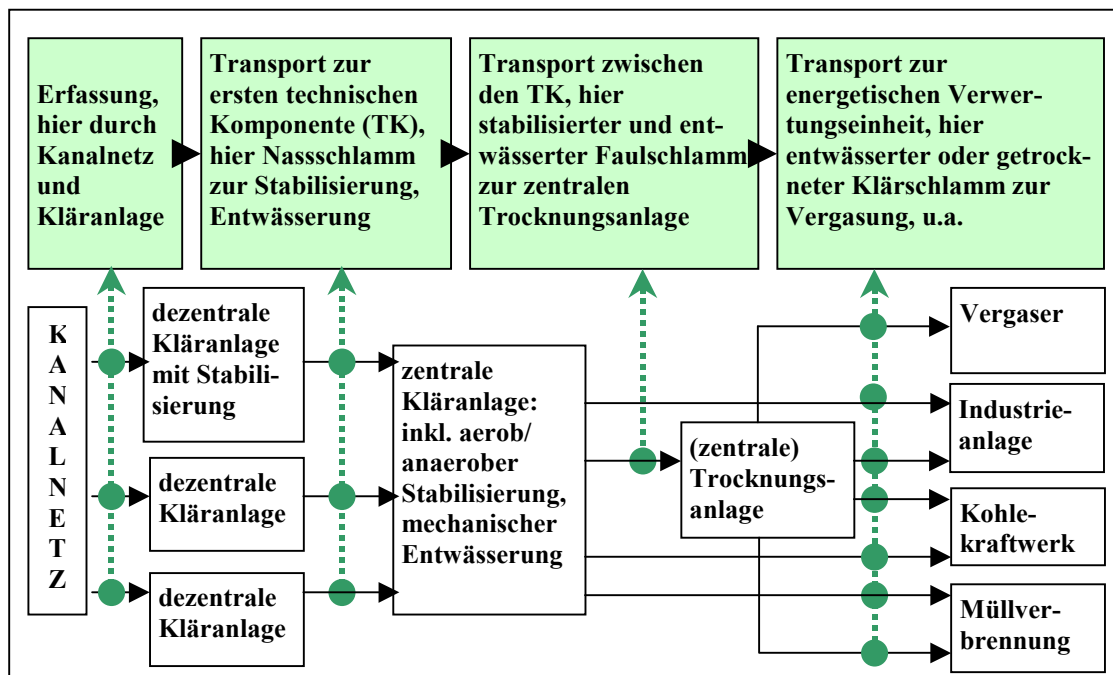 Erfassung,
hier durch
Kanalnetz
und
Kläranlage
Transport zur
ersten technischen
Komponente (TK),
hier Nassschlamm
zur Stabilisierung,
Entwässerung
Transport zwischen
den TK, hier
stabilisierter und ent-
wässerter Faulschlamm
zur zentralen
Trocknungsanlage
Transport zur
energetischen Verwer-
tungseinheit, hier
entwässerter oder getrock-
neter Klärschlamm zur
Vergasung, u.a.
K
A
N
A
L
N
E
T
Z
dezentrale
Kläranlage
mit Stabili-
sierung
dezentrale
Kläranlage
dezentrale
Kläranlage
zentrale
Kläranlage:
inkl. aerob/
anaerober
Stabilisierung,
mechanischer
Entwässerung
(zentrale)
Trocknungs-
anlage
Vergaser
Industrie-
anlage
Kohle-
kraftwerk
Müllver-
brennung